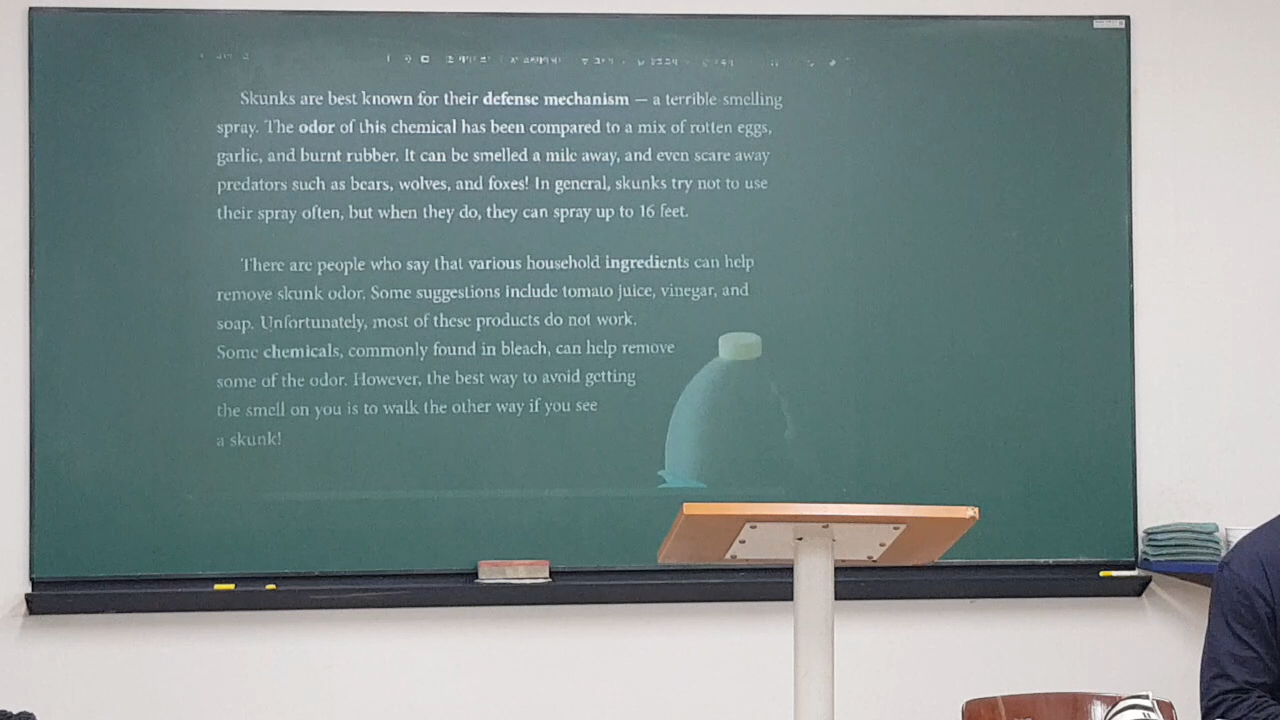 Skunks are best known for their defense mechanism — a terrible-smelling
spray. The odor of this chemical has been compared to a mix of rotten eggs,
garlic, and burnt rubber. It can be smelled a mile away, and even scare away
predators such as bears, wolves, and foxes! In general, skunks try not to use
their spray often, but when they do, they can spray up to 16 feet.
There are people who say that various household ingredients can help
remove skunk odor. Some suggestions include tomato juice, vinegar, and
soap. Unfortunately, most of these products do not work.
Some chemicals, commonly found in bleach, can help remove
some of the odor. However, the best way to avoid getting
the smell on you is to walk the other way if you see
a skunk!